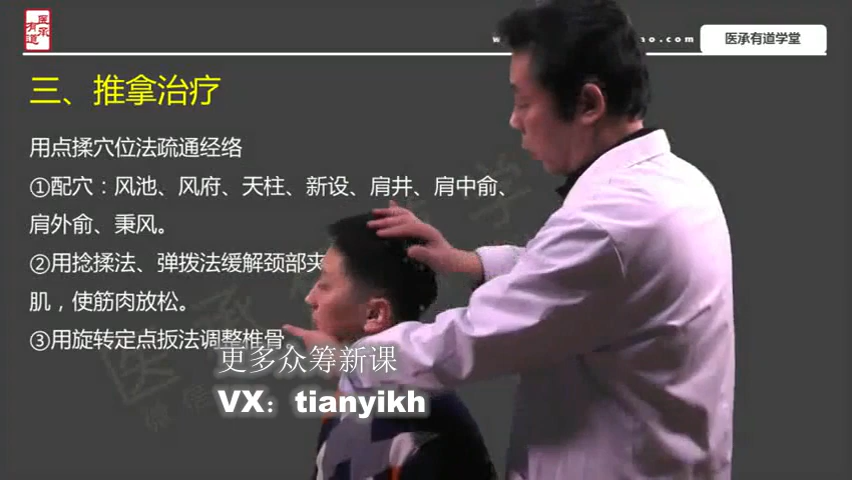 医承
有道
医承有道学堂
三、推拿治疗
用点揉穴位法疏通经络
①配穴：风池、风府、天柱、新设、肩井、肩中俞、
肩外俞、秉风。
②用捻揉法、弹拨法缓解颈部夹
肌，使筋肉放松。
③用旋转定点扳法调整椎骨。
更多众筹新课
VX：tianyikh